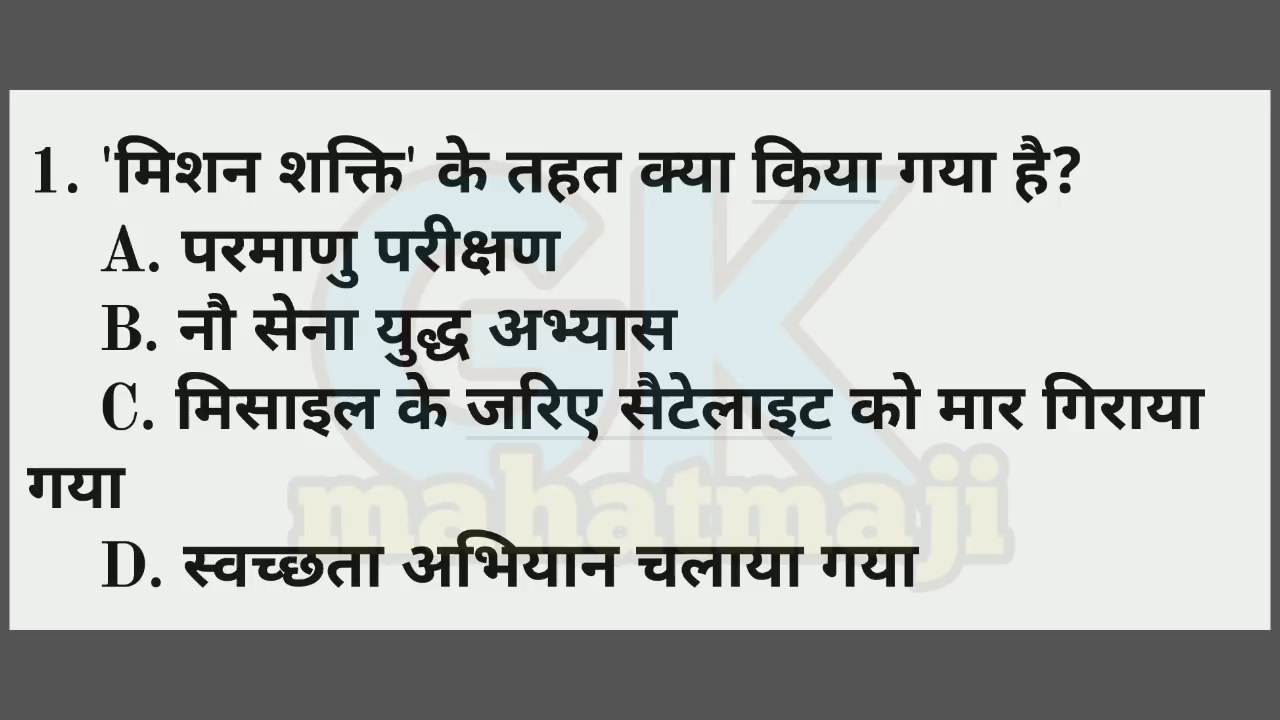 1. 'मिशन शक्ति' के तहत क्या किया गया है?
A. परमाणु परीक्षण
B. नौ सेना युद्ध अभ्यास
C. मिसाइल के जरिए सैटेलाइट को मार गिराया
गया
D. स्वच्छता अभियान चलाया गया
GK
mahatmaji